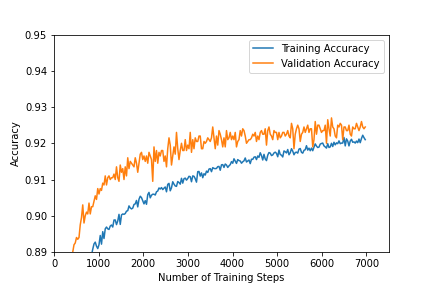 0.95
Training Accuracy
Validation Accuracy
0.94
0.93
0.92
0.91
0.90
0.89
Accuracy
0 1000 2000 3000 4000 5000 6000 7000
Number of Training Steps